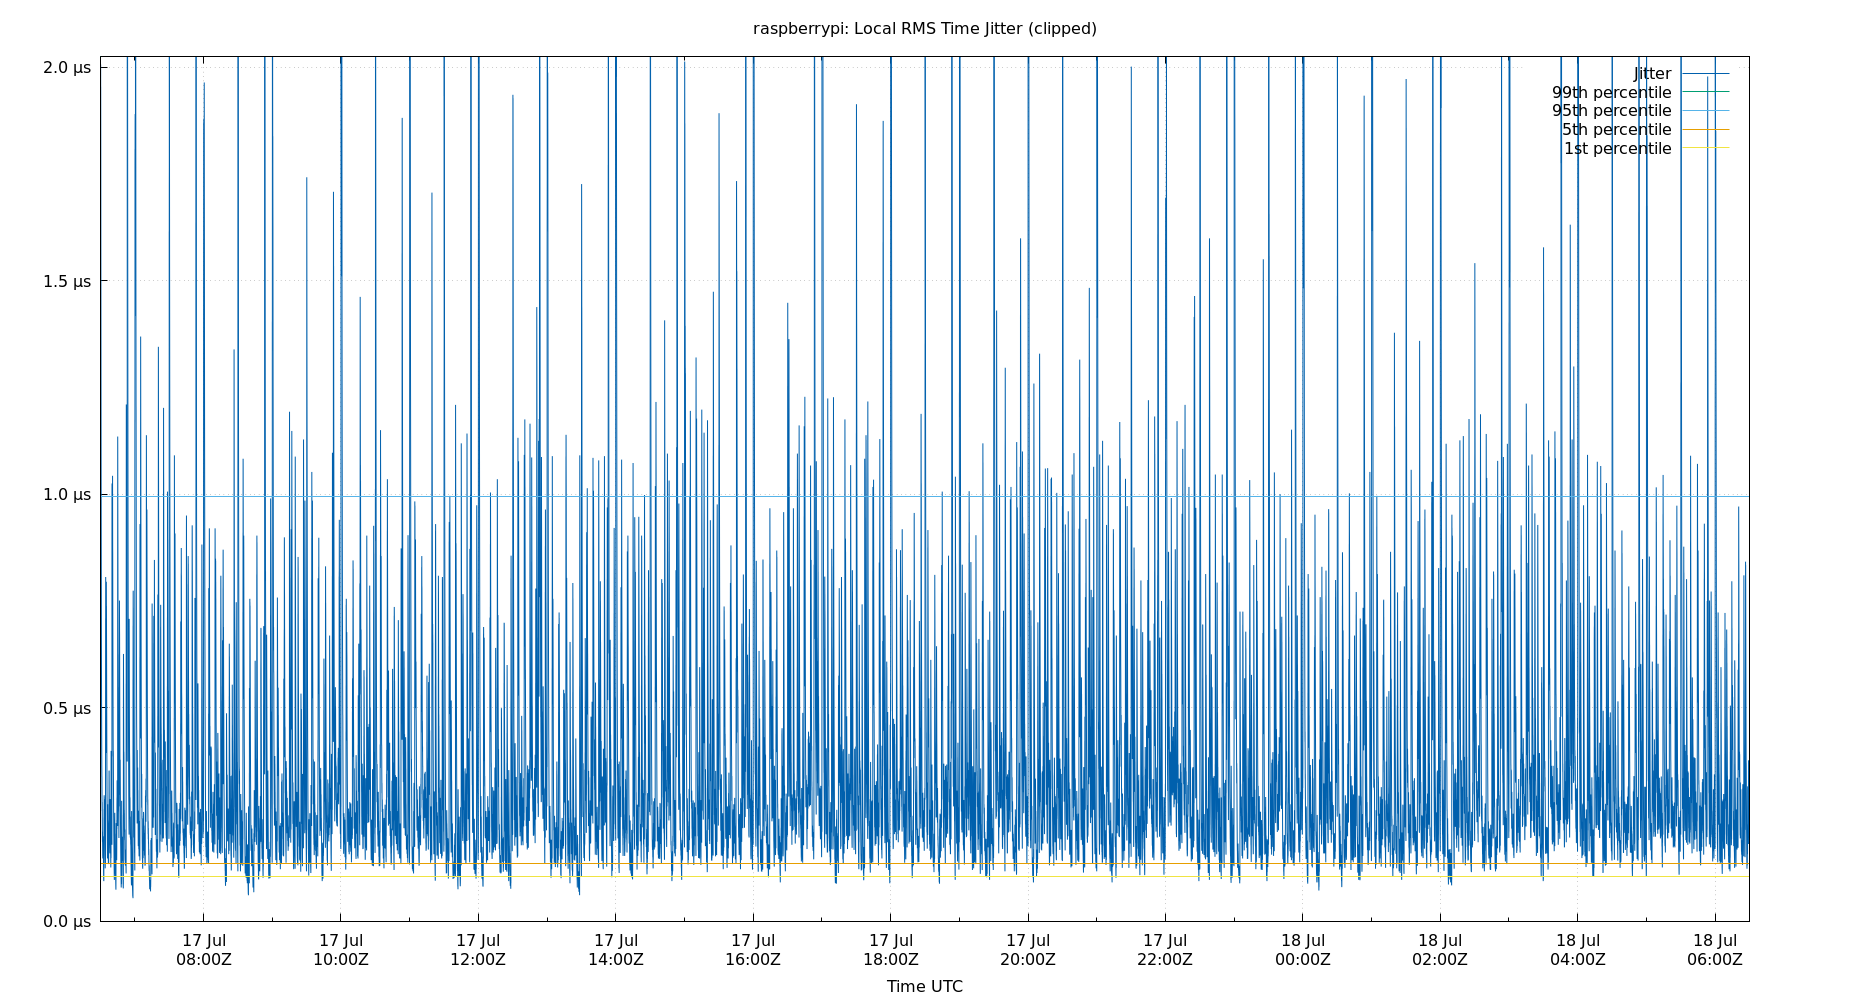 raspberrypi: Local RMS Time Jitter (clipped)
2.0 μs
1.5 μs
1.0 μs
0.5 μs
0.0 μs
Jitter
99th percentile
95th percentile
5th percentile
1st percentile
17 Jul
08:00Z
17 Jul
10:00Z
17 Jul
12:00Z
17 Jul
14:00Z
17 Jul
16:00Z
17 Jul
18:00Z
17 Jul
20:00Z
17 Jul
22:00Z
18 Jul
00:00Z
18 Jul
02:00Z
18 Jul
04:00Z
18 Jul
06:00Z
Time UTC